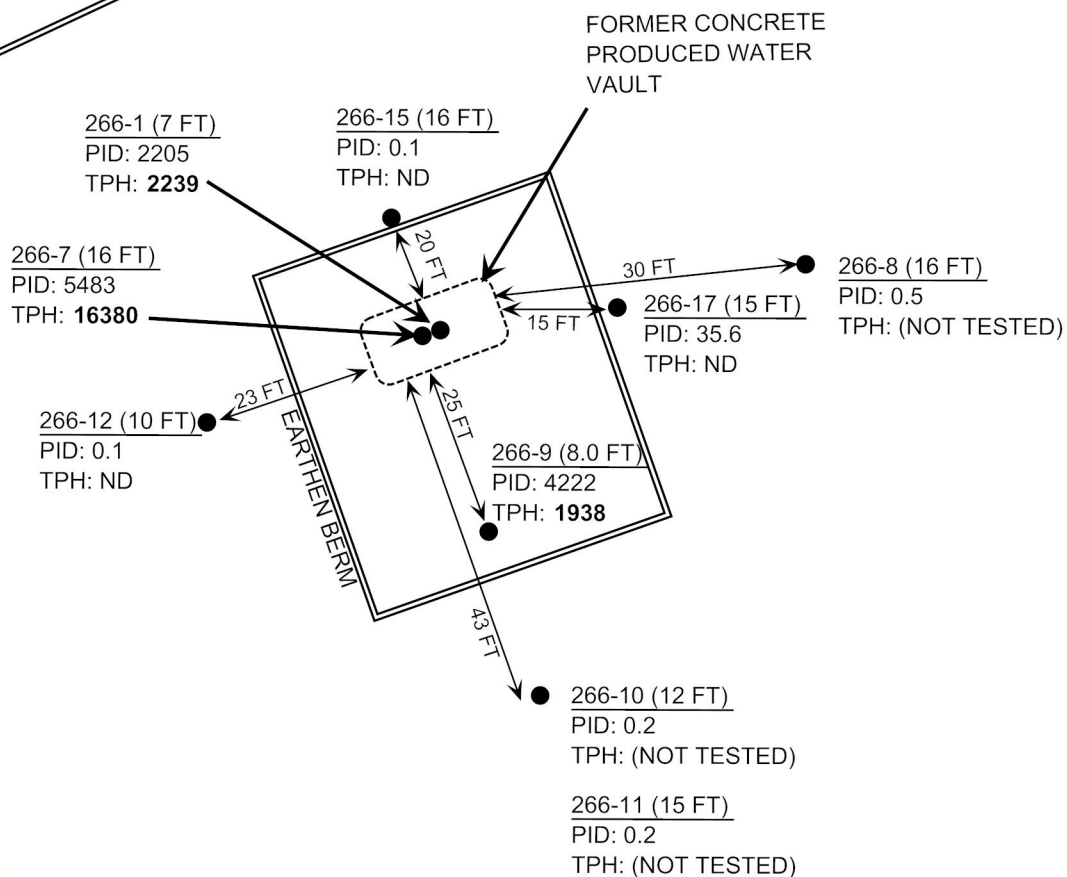 FORMER CONCRETE
PRODUCED WATER
VAULT
266-1 (7 FT)
PID: 2205
TPH: 2239
266-15 (16 FT)
PID: 0.1
TPH: ND
266-7 (16 FT)
PID: 5483
TPH: 16380
20 FT
30 FT
266-8 (16 FT)
PID: 0.5
TPH: (NOT TESTED)
15 FT
266-17 (15 FT)
PID: 35.6
TPH: ND
23 FT
266-12 (10 FT)
PID: 0.1
TPH: ND
EARTHEN BERM
25 FT
266-9 (8.0 FT)
PID: 4222
TPH: 1938
43 FT
266-10 (12 FT)
PID: 0.2
TPH: (NOT TESTED)
266-11 (15 FT)
PID: 0.2
TPH: (NOT TESTED)